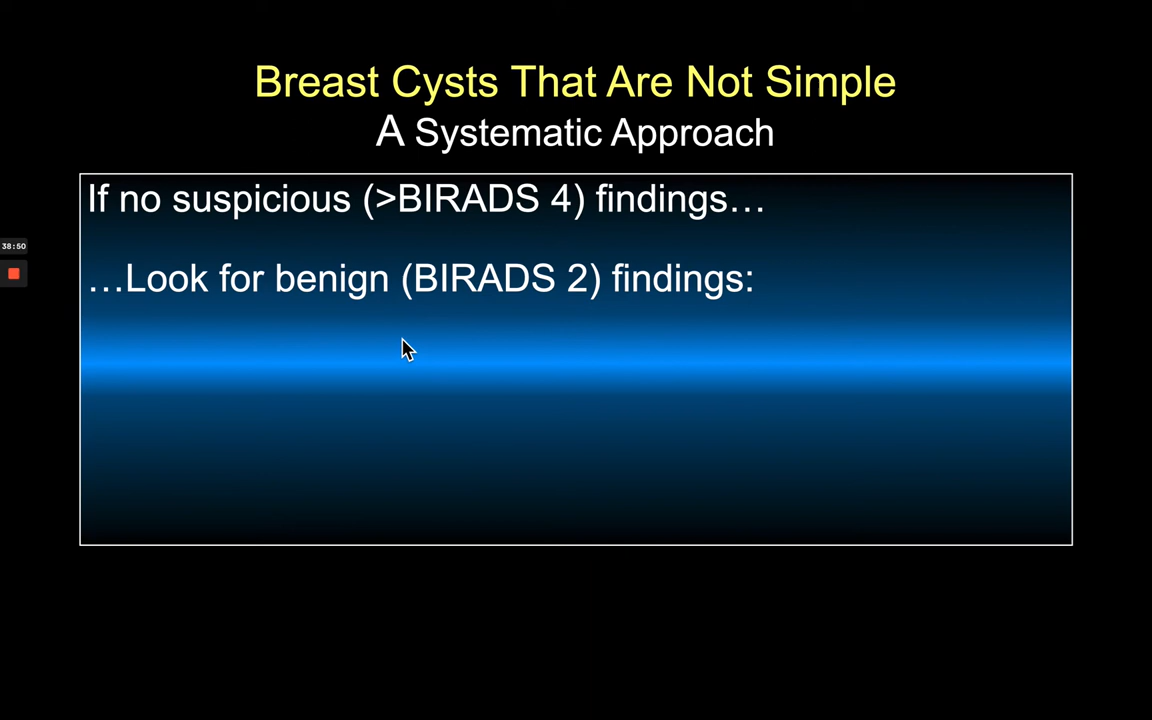 Breast Cysts That Are Not Simple
A Systematic Approach
If no suspicious (>BIRADS 4) findings…
38:50
…Look for benign (BIRADS 2) findings: